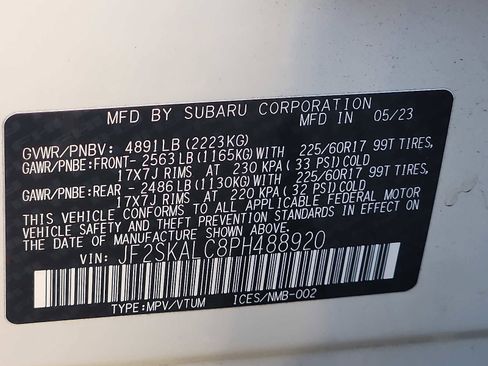 MFD BY SUBARU CORPORATION MFD IN 05/23
GVWR/PNBV: 4891LB(2223KG)
GAWR/PNBE:FRONT- 2563LB(1165KG)WITH 225/60R17 99T TIRES,
17X7J RIMS AT 230 KPA(33 PSI)COLD
GAWR/PNBE:REAR - 2486LB(1130KG)WITH 225/60R17 99T TIRES,
17X7J RIMS AT 220 KPA(32 PSI)COLD
THIS VEHICLE CONFORMS TO ALL APPLICABLE FEDERAL MOTOR
VEHICLE SAFETY AND THEFT PREVENTION STANDARDS IN EFFECT
ON THE DATE OF MANUFACTURE SHOWN ABOVE.
VIN: JF2SKALC8PH488920
TYPE:MPV/VTUM ICES/NMB-002